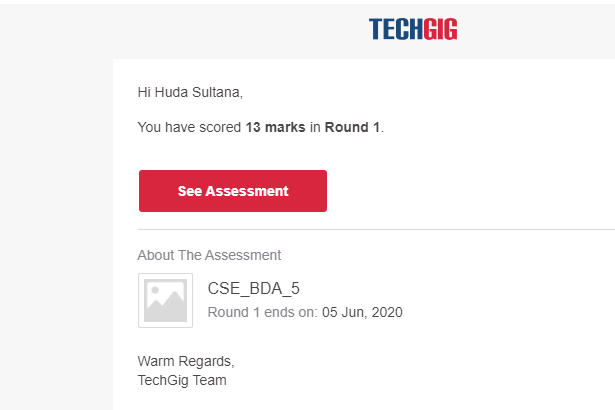 TECHGIG
Hi Huda Sultana,
You have scored 13 marks in Round 1.
See Assessment
About The Assessment
CSE_BDA_5
Round 1 ends on: 05 Jun, 2020
Warm Regards,
TechGig Team